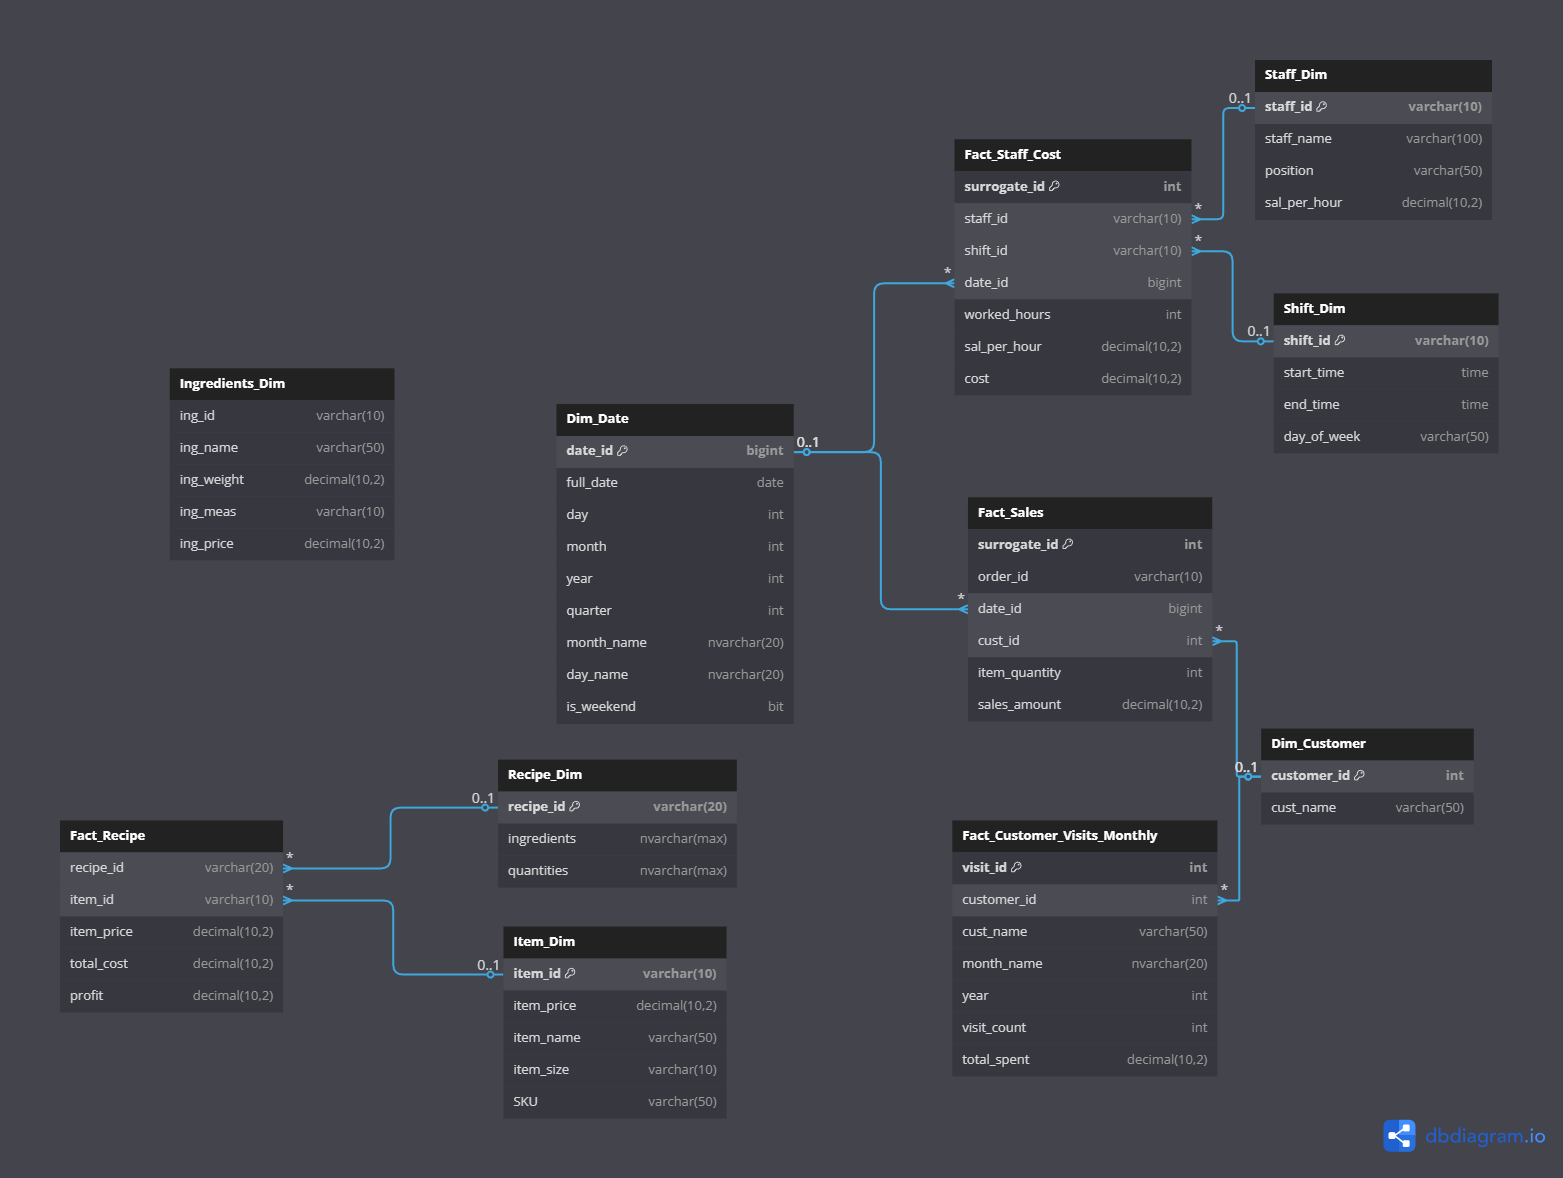 Staff_Dim
0..1
staff_id varchar(10)
staff_name varchar(100)
position varchar(50)
sal_per_hour decimal(10,2)
Fact_Staff_Cost
surrogate_id int
*
staff_id varchar(10)
*
shift_id varchar(10)
*
date_id bigint
worked_hours int
sal_per_hour decimal(10,2)
cost decimal(10,2)
Shift_Dim
0..1
shift_id varchar(10)
start_time time
end_time time
day_of_week varchar(50)
Ingredients_Dim
ing_id varchar(10)
ing_name varchar(50)
ing_weight decimal(10,2)
ing_meas varchar(10)
ing_price decimal(10,2)
Dim_Date
0..1
date_id bigint
full_date date
day int
month int
year int
quarter int
month_name nvarchar(20)
day_name nvarchar(20)
is_weekend bit
Fact_Sales
surrogate_id int
order_id varchar(10)
*
date_id bigint
*
cust_id int
item_quantity int
sales_amount decimal(10,2)
Dim_Customer
0..1
customer_id int
cust_name varchar(50)
Recipe_Dim
0..1
recipe_id varchar(20)
ingredients nvarchar(max)
quantities nvarchar(max)
Fact_Recipe
*
recipe_id varchar(20)
*
item_id varchar(10)
item_price decimal(10,2)
total_cost decimal(10,2)
profit decimal(10,2)
Item_Dim
0..1
item_id varchar(10)
item_price decimal(10,2)
item_name varchar(50)
item_size varchar(10)
SKU varchar(50)
Fact_Customer_Visits_Monthly
visit_id int
*
customer_id int
cust_name varchar(50)
month_name nvarchar(20)
year int
visit_count int
total_spent decimal(10,2)
dbdiagram.io